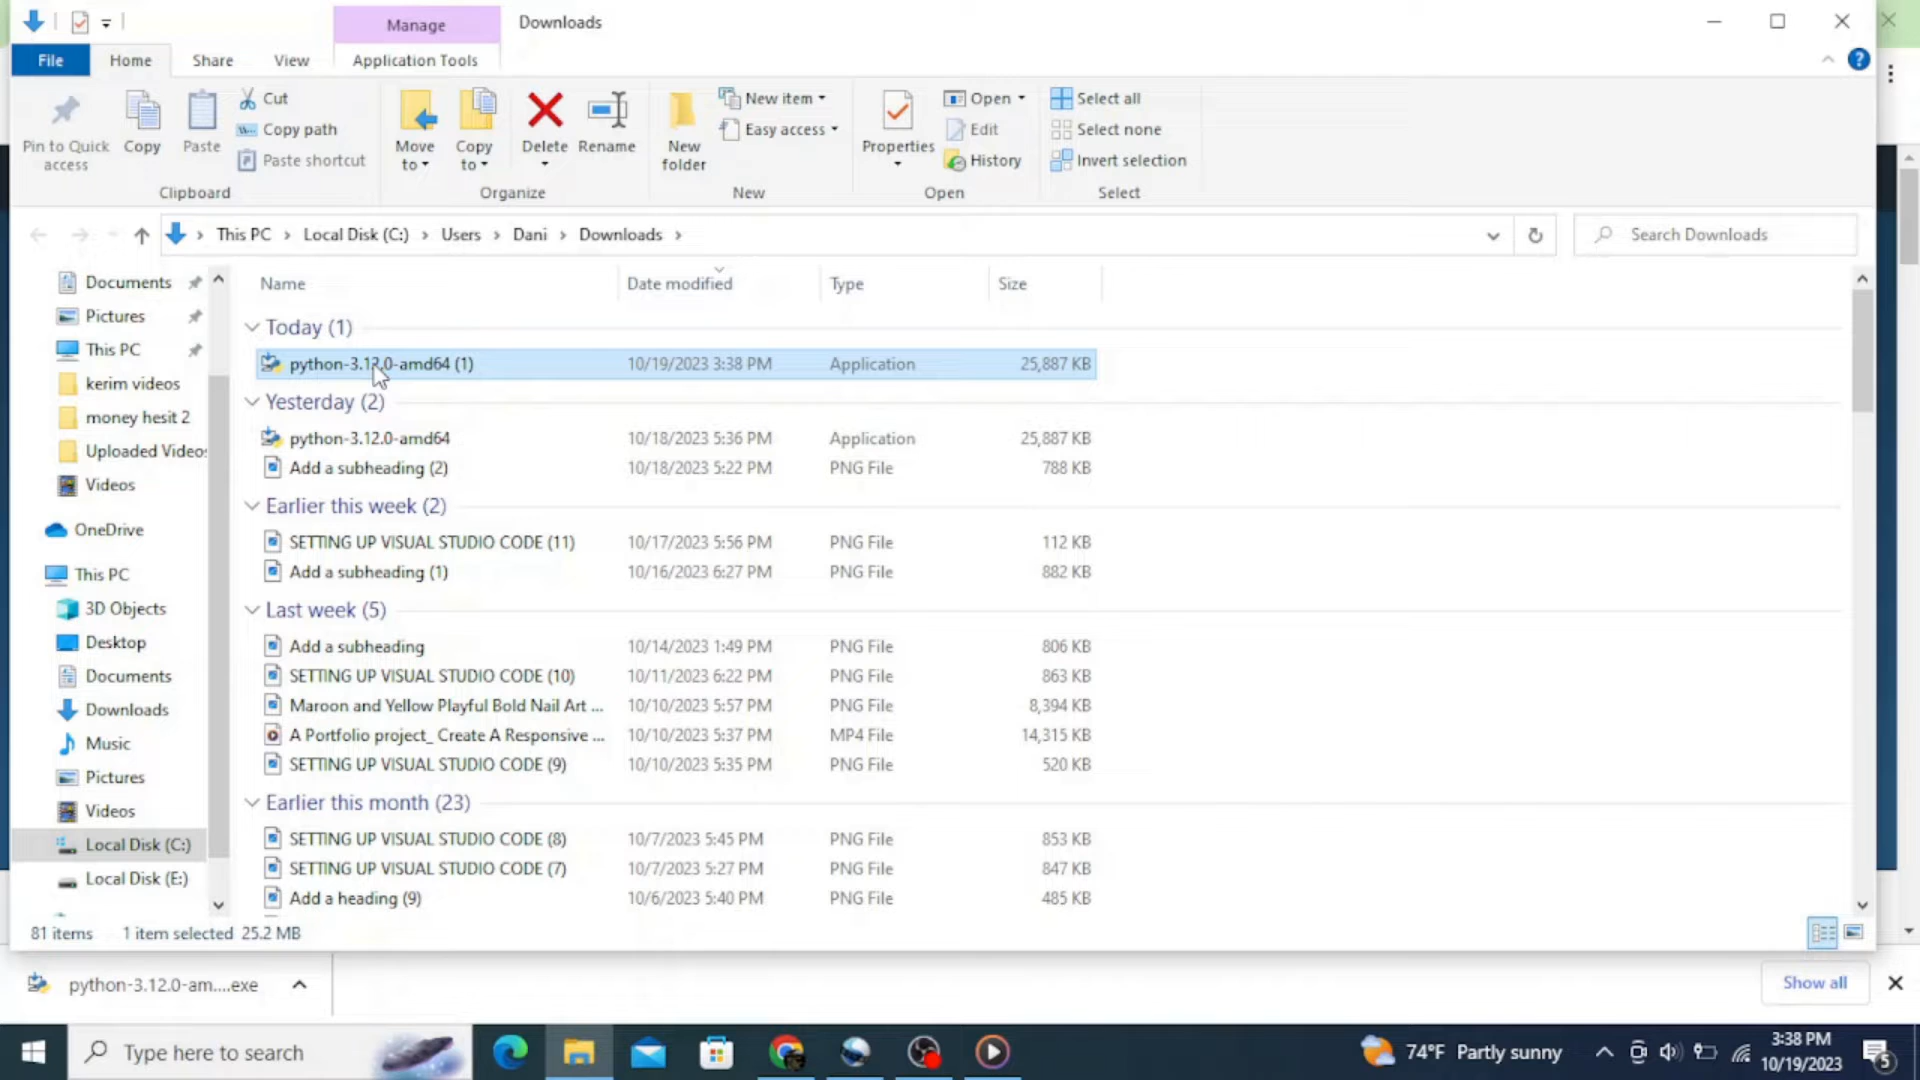 Manage
Downloads
File
Home
Share
View
Application Tools
Pin to Quick access
Copy
Paste
Cut
Copy path
Paste shortcut
Clipboard
Move to
Copy to
Delete
Rename
Organize
New folder
New item
Easy access
New
Properties
Open
Edit
History
Open
Select all
Select none
Invert selection
Select
This PC > Local Disk (C:) > Users > Dani > Downloads >
Search Downloads
Documents
Pictures
This PC
kerim videos
money hesit 2
Uploaded Videos
Videos
OneDrive
This PC
3D Objects
Desktop
Documents
Downloads
Music
Pictures
Videos
Local Disk (C:)
Local Disk (E:)
Name Date modified Type Size
Today (1)
python-3.12.0-amd64 (1) 10/19/2023 3:38 PM Application 25,887 KB
Yesterday (2)
python-3.12.0-amd64 10/18/2023 5:36 PM Application 25,887 KB
Add a subheading (2) 10/18/2023 5:22 PM PNG File 788 KB
Earlier this week (2)
SETTING UP VISUAL STUDIO CODE (11) 10/17/2023 5:56 PM PNG File 112 KB
Add a subheading (1) 10/16/2023 6:27 PM PNG File 882 KB
Last week (5)
Add a subheading 10/14/2023 1:49 PM PNG File 806 KB
SETTING UP VISUAL STUDIO CODE (10) 10/11/2023 6:22 PM PNG File 863 KB
Maroon and Yellow Playful Bold Nail Art ... 10/10/2023 5:57 PM PNG File 8,394 KB
A Portfolio project_ Create A Responsive ... 10/10/2023 5:37 PM MP4 File 14,315 KB
SETTING UP VISUAL STUDIO CODE (9) 10/10/2023 5:35 PM PNG File 520 KB
Earlier this month (23)
SETTING UP VISUAL STUDIO CODE (8) 10/7/2023 5:45 PM PNG File 853 KB
SETTING UP VISUAL STUDIO CODE (7) 10/7/2023 5:27 PM PNG File 847 KB
Add a heading (9) 10/6/2023 5:40 PM PNG File 485 KB
81 items 1 item selected 25.2 MB
python-3.12.0-am....exe
Show all
Type here to search
74°F Partly sunny
3:38 PM
10/19/2023
5